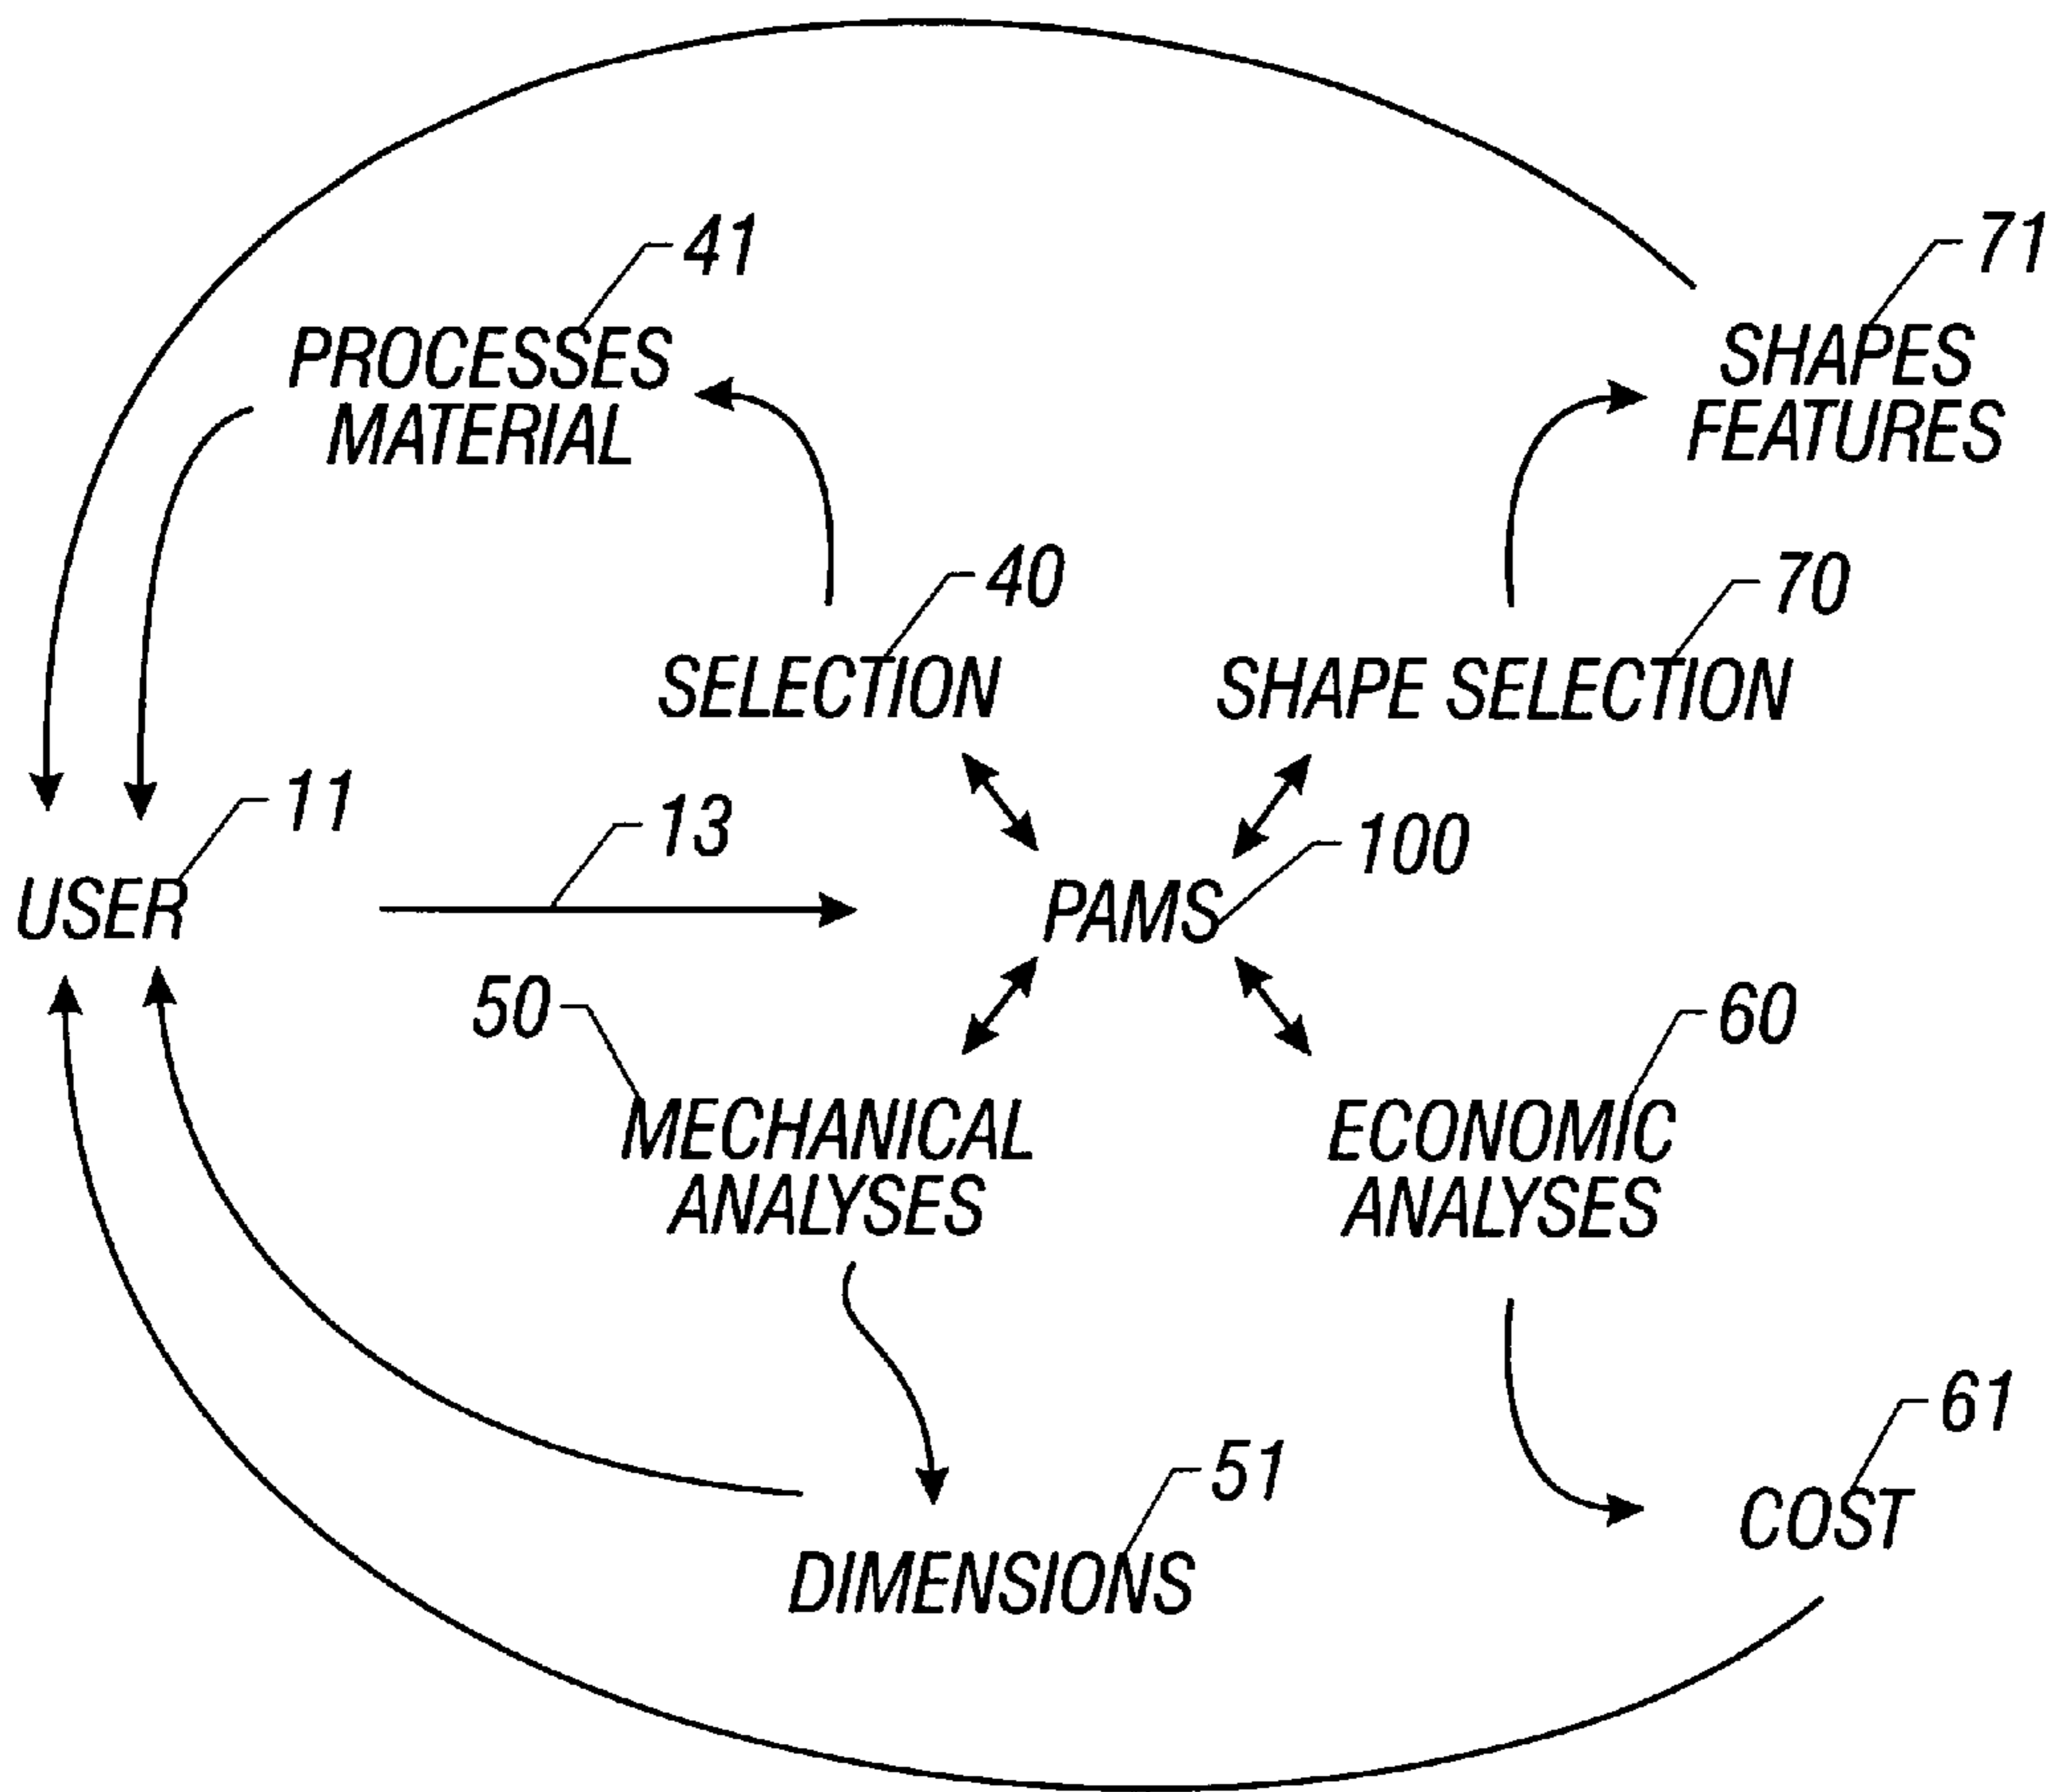 41
71
PROCESSES
MATERIAL
SHAPES
FEATURES
40
70
SELECTION
SHAPE SELECTION
11
13
100
USER
PAMS
50
60
MECHANICAL
ANALYSES
ECONOMIC
ANALYSES
61
51
COST
DIMENSIONS